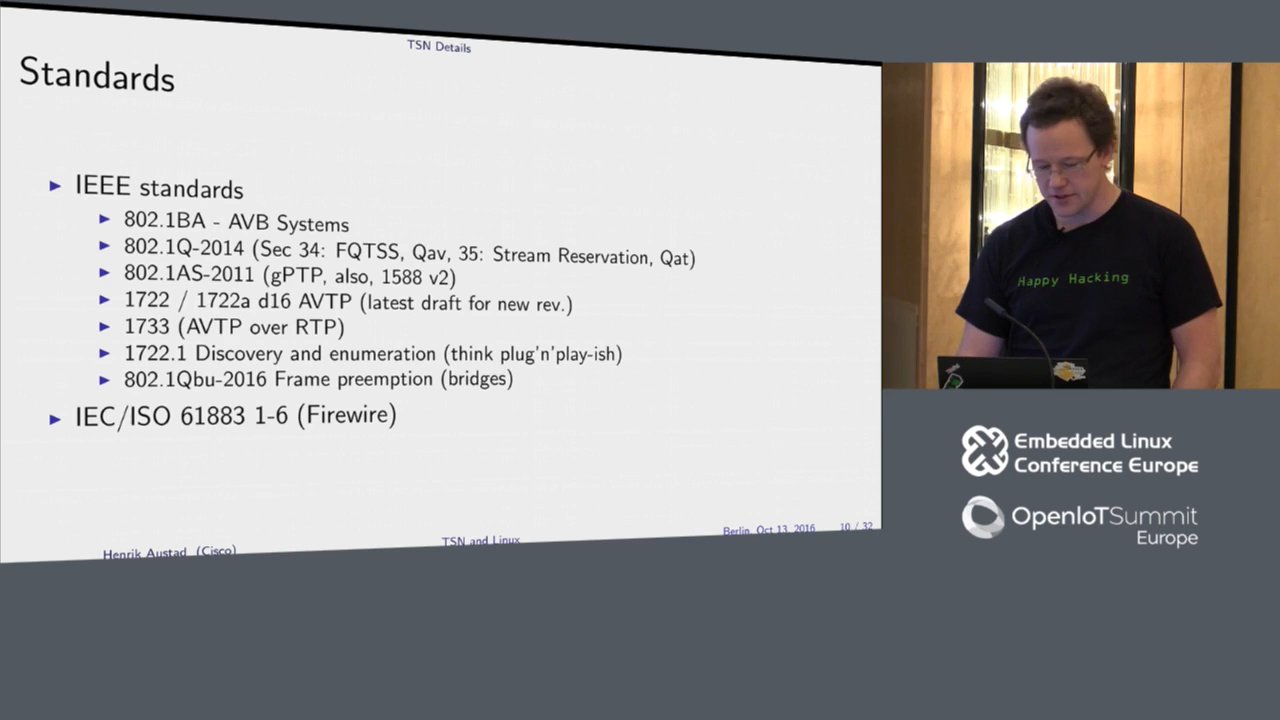 TSN Details
Standards
► IEEE standards
► 802.1BA - AVB Systems
► 802.1Q-2014 (Sec 34: FQTSS, Qav, 35: Stream Reservation, Qat)
► 802.1AS-2011 (gPTP, also, 1588 v2)
► 1722 / 1722a d16 AVTP (latest draft for new rev.)
► 1733 (AVTP over RTP)
► 1722.1 Discovery and enumeration (think plug'n'play-ish)
► 802.1Qbu-2016 Frame preemption (bridges)
► IEC/ISO 61883 1-6 (Firewire)
Henrik Austad (Cisco)
TSN and Linux
Berlin, Oct 13, 2016
10 / 32
Happy Hacking
Embedded Linux
Conference Europe
OpenIoTSummit
Europe